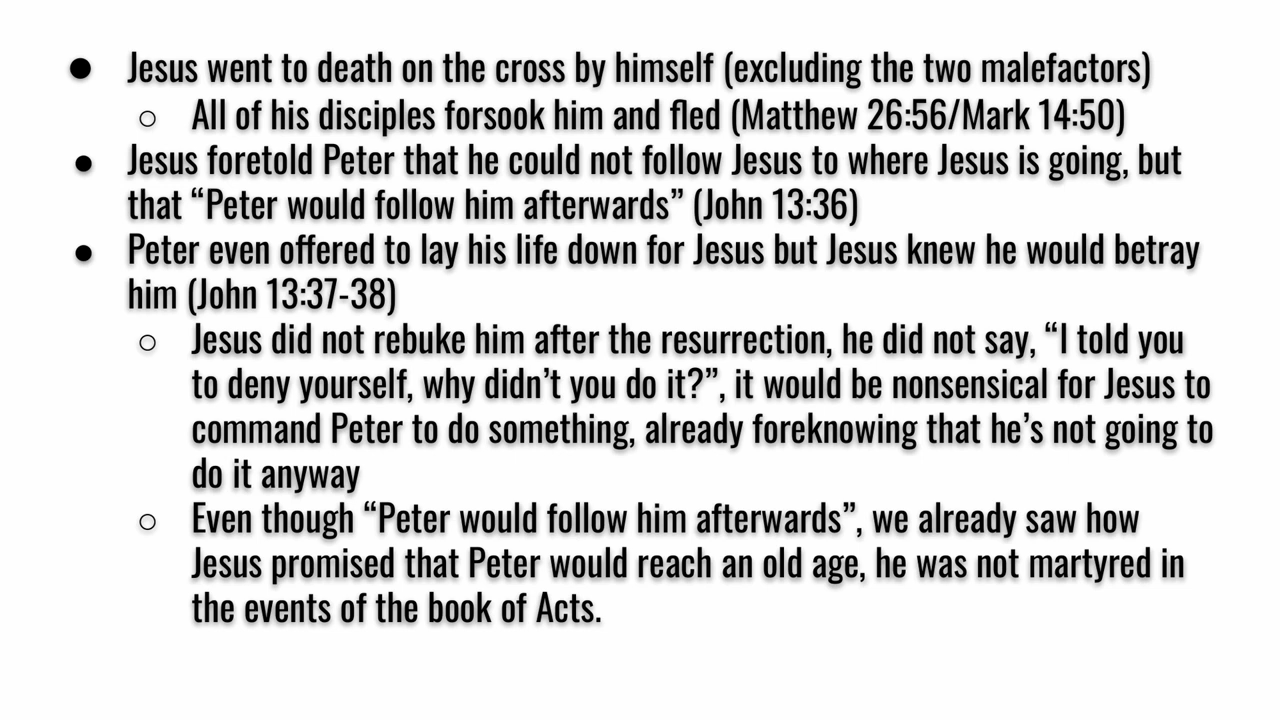 ● Jesus went to death on the cross by himself (excluding the two malefactors)
○ All of his disciples forsook him and fled (Matthew 26:56/Mark 14:50)
● Jesus foretold Peter that he could not follow Jesus to where Jesus is going, but
that “Peter would follow him afterwards” (John 13:36)
● Peter even offered to lay his life down for Jesus but Jesus knew he would betray
him (John 13:37-38)
○ Jesus did not rebuke him after the resurrection, he did not say, “I told you
to deny yourself, why didn’t you do it?”, it would be nonsensical for Jesus to
command Peter to do something, already foreknowing that he’s not going to
do it anyway
○ Even though “Peter would follow him afterwards”, we already saw how
Jesus promised that Peter would reach an old age, he was not martyred in
the events of the book of Acts.